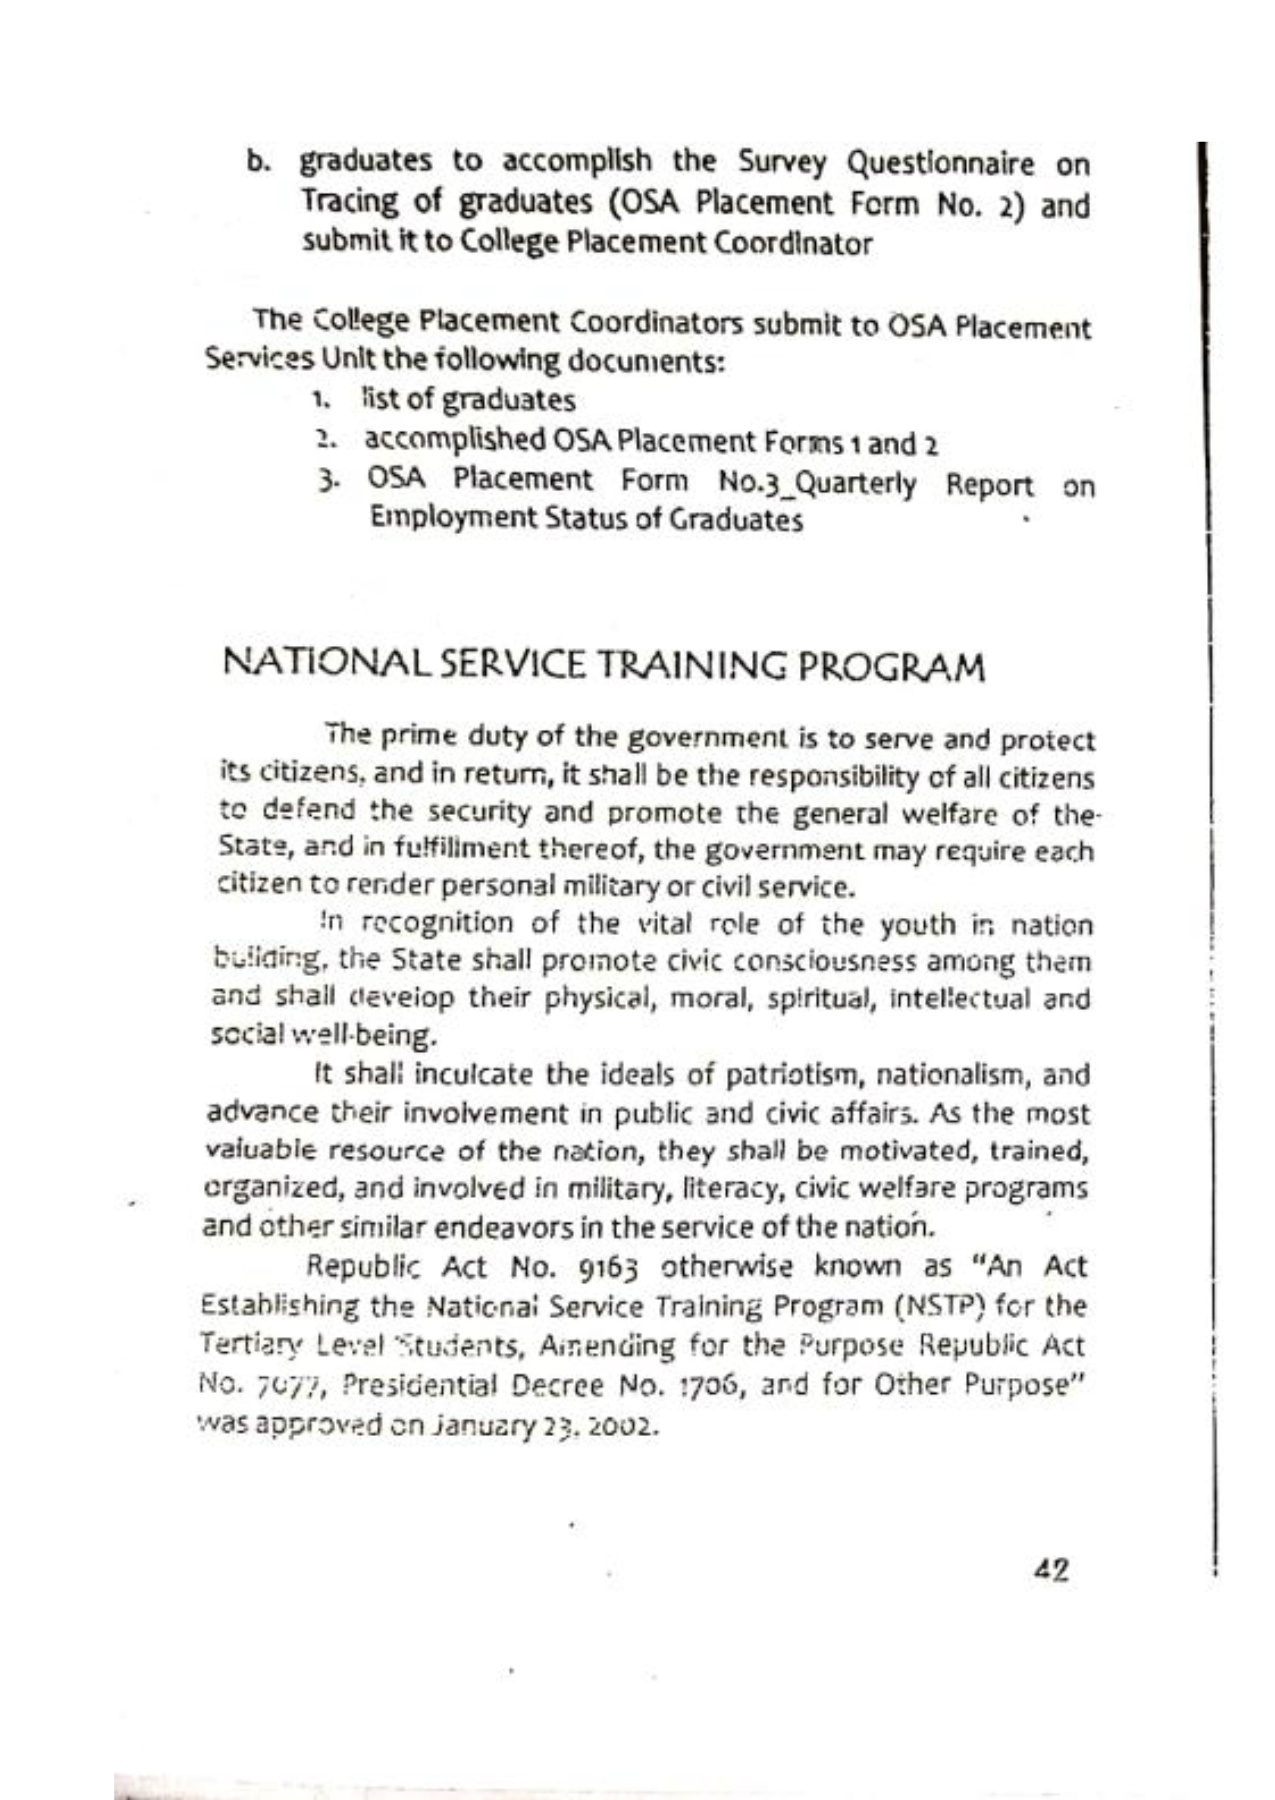 b. graduates to accomplish the Survey Questionnaire on
Tracing of graduates (OSA Placement Form No. 2) and
submit it to College Placement Coordinator
The College Placement Coordinators submit to OSA Placement
Services Unit the following documents:
1. list of graduates
2. accomplished OSA Placement Forms 1 and 2
3. OSA Placement Form No.3_Quarterly Report on
Employment Status of Graduates
NATIONAL SERVICE TRAINING PROGRAM
The prime duty of the government is to serve and protect
its citizens, and in return, it shall be the responsibility of all citizens
to defend the security and promote the general welfare of the
State, and in fulfillment thereof, the government may require each
citizen to render personal military or civil service.
In recognition of the vital role of the youth in nation
building, the State shall promote civic consciousness among them
and shall develop their physical, moral, spiritual, intellectual and
social well-being.
It shall inculcate the ideals of patriotism, nationalism, and
advance their involvement in public and civic affairs. As the most
valuable resource of the nation, they shall be motivated, trained,
organized, and involved in military, literacy, civic welfare programs
and other similar endeavors in the service of the nation.
Republic Act No. 9163 otherwise known as "An Act
Establishing the National Service Training Program (NSTP) for the
Tertiary Level Students, Amending for the Purpose Republic Act
No. 7077, Presidential Decree No. 1706, and for Other Purpose"
was approved on January 23, 2002.
42